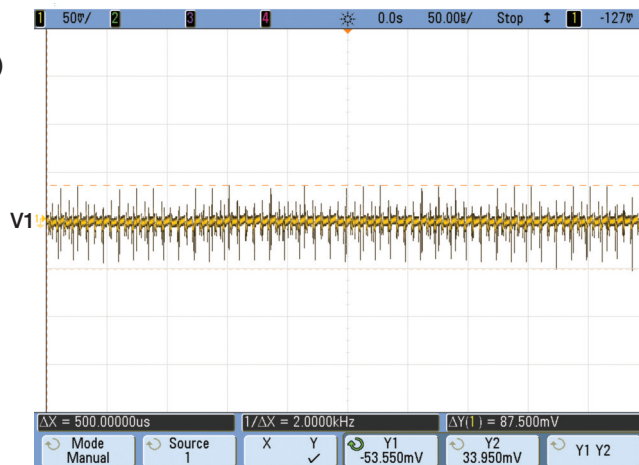 1 50mV/ 2 3 4 0.0s 50.00㎲/ Stop 1 -127mV
)
V1
ΔX = 500.00000us 1/ΔX = 2.0000kHz ΔY(1) = 87.500mV
Mode Source X Y Y1 Y2 Y1 Y2
Manual 1 ✓ -53.550mV 33.950mV